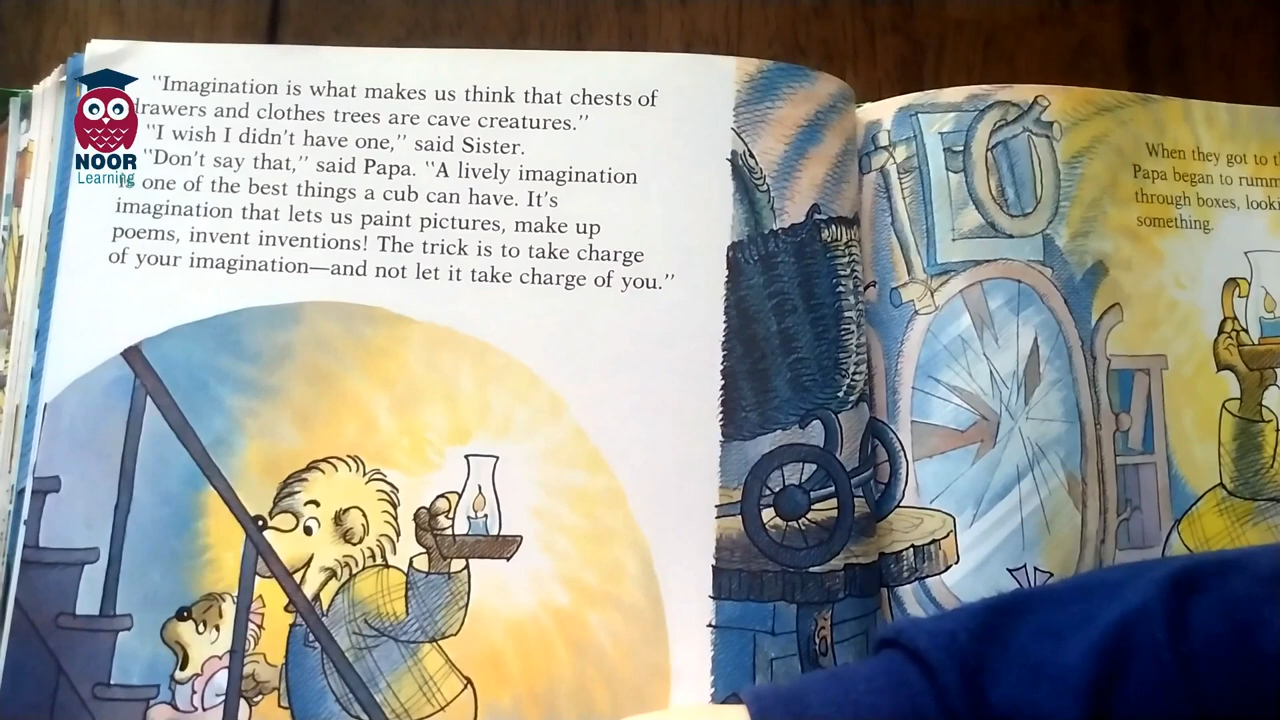 "Imagination is what makes us think that chests of
drawers and clothes trees are cave creatures."
"I wish I didn't have one," said Sister.
"Don't say that," said Papa. "A lively imagination
is one of the best things a cub can have. It's
imagination that lets us paint pictures, make up
poems, invent inventions! The trick is to take charge
of your imagination—and not let it take charge of you."
NOOR
Learning
When they got to
Papa began to
through boxes,
something.